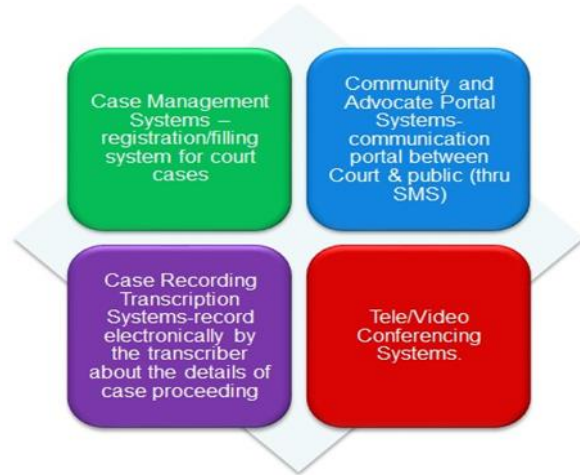 Case Management
Systems –
registration/filling
system for court
cases
Community and
Advocate Portal
Systems-
communication
portal between
Court & public (thru
SMS)
Case Recording
Transcription
Systems-record
electronically by
the transcriber
about the details of
case proceeding
Tele/Video
Conferencing
Systems.